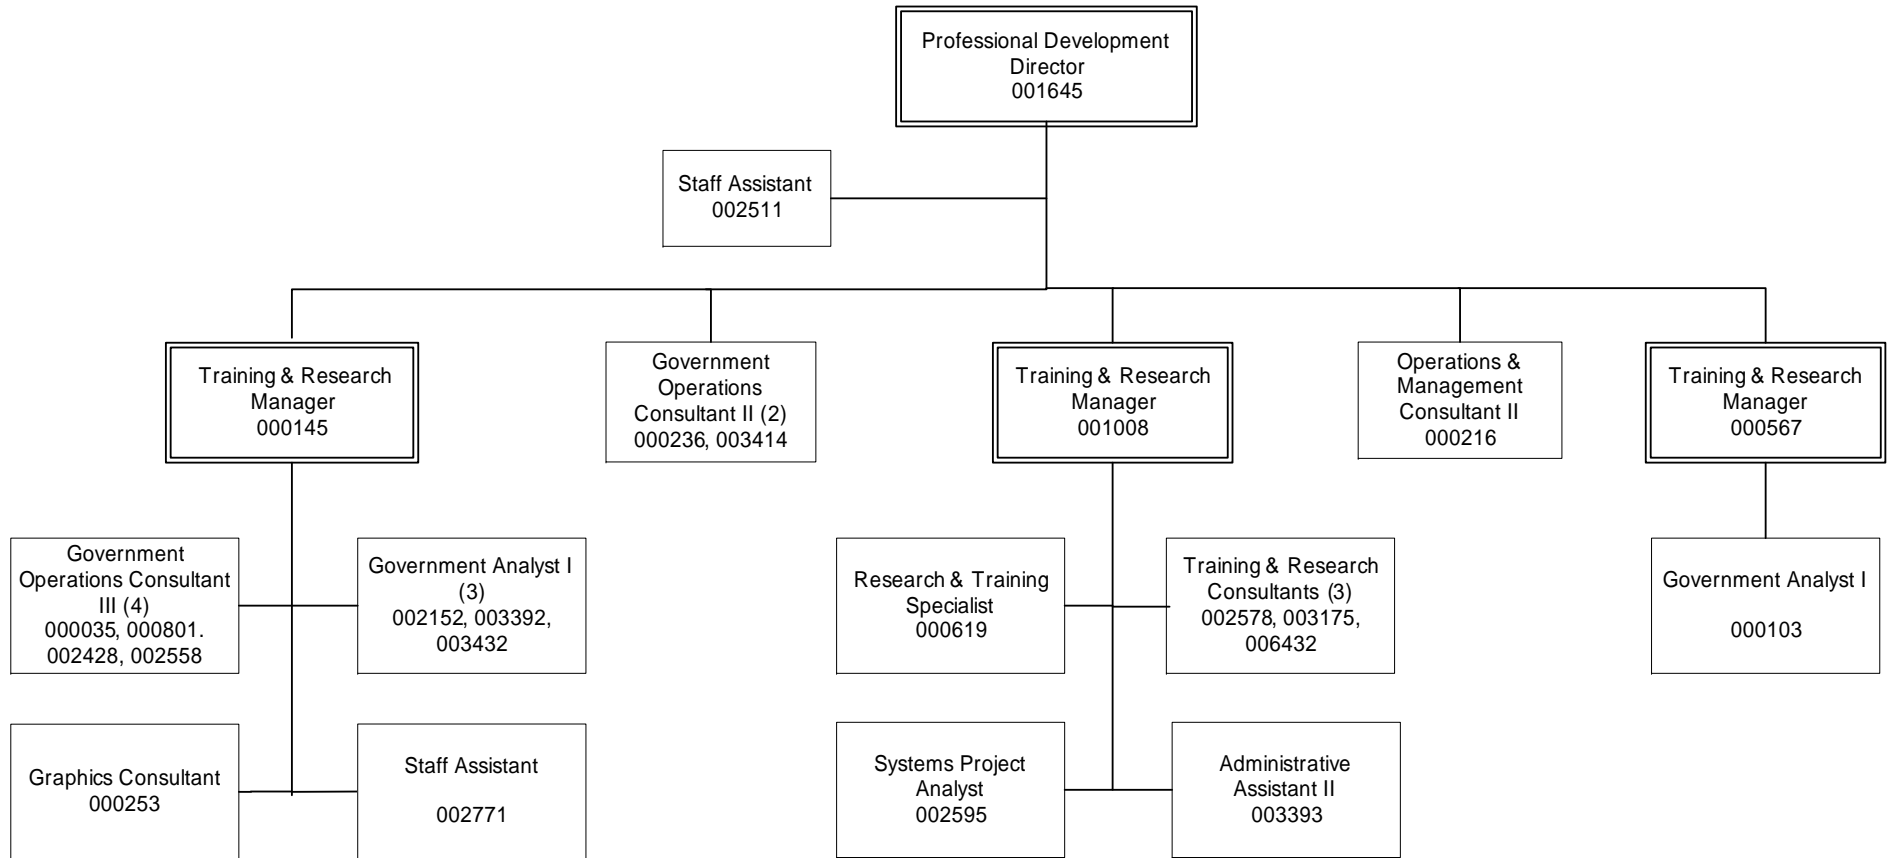 Professional Development
Director
001645
Staff Assistant
002511
Training & Research
Manager
000145
Government
Operations
Consultant II (2)
000236, 003414
Training & Research
Manager
001008
Operations &
Management
Consultant II
000216
Training & Research
Manager
000567
Government
Operations Consultant
III (4)
000035, 000801.
002428, 002558
Government Analyst I
(3)
002152, 003392,
003432
Research & Training
Specialist
000619
Training & Research
Consultants (3)
002578, 003175,
006432
Government Analyst I
000103
Graphics Consultant
000253
Staff Assistant
002771
Systems Project
Analyst
002595
Administrative
Assistant II
003393